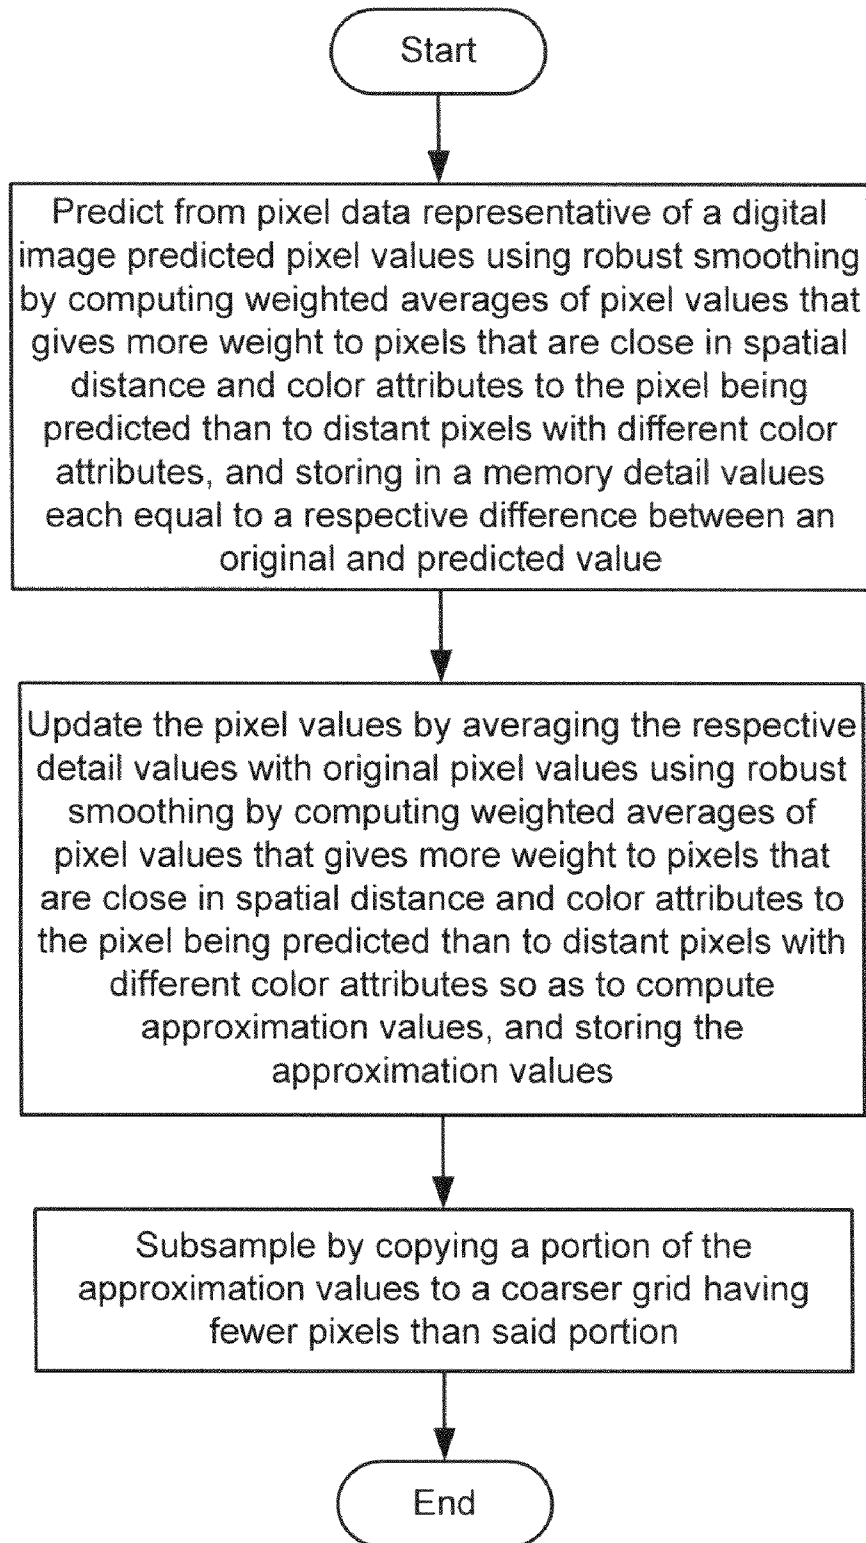 Start
Predict from pixel data representative of a digital
image predicted pixel values using robust smoothing
by computing weighted averages of pixel values that
gives more weight to pixels that are close in spatial
distance and color attributes to the pixel being
predicted than to distant pixels with different color
attributes, and storing in a memory detail values
each equal to a respective difference between an
original and predicted value
Update the pixel values by averaging the respective
detail values with original pixel values using robust
smoothing by computing weighted averages of
pixel values that gives more weight to pixels that
are close in spatial distance and color attributes to
the pixel being predicted than to distant pixels with
different color attributes so as to compute
approximation values, and storing the
approximation values
Subsample by copying a portion of the
approximation values to a coarser grid having
fewer pixels than said portion
End